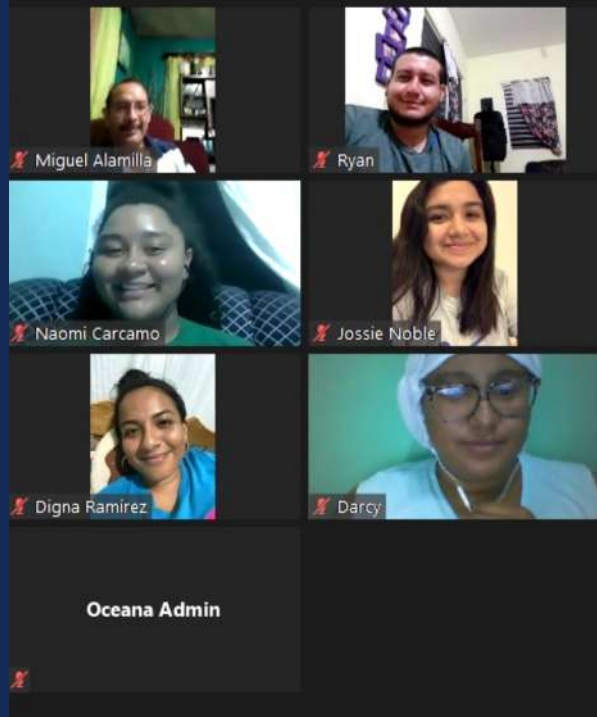 Miguel Alamilla
Ryan
Naomi Carcamo
Jossie Noble
Digna Ramirez
Darcy
Oceana Admin